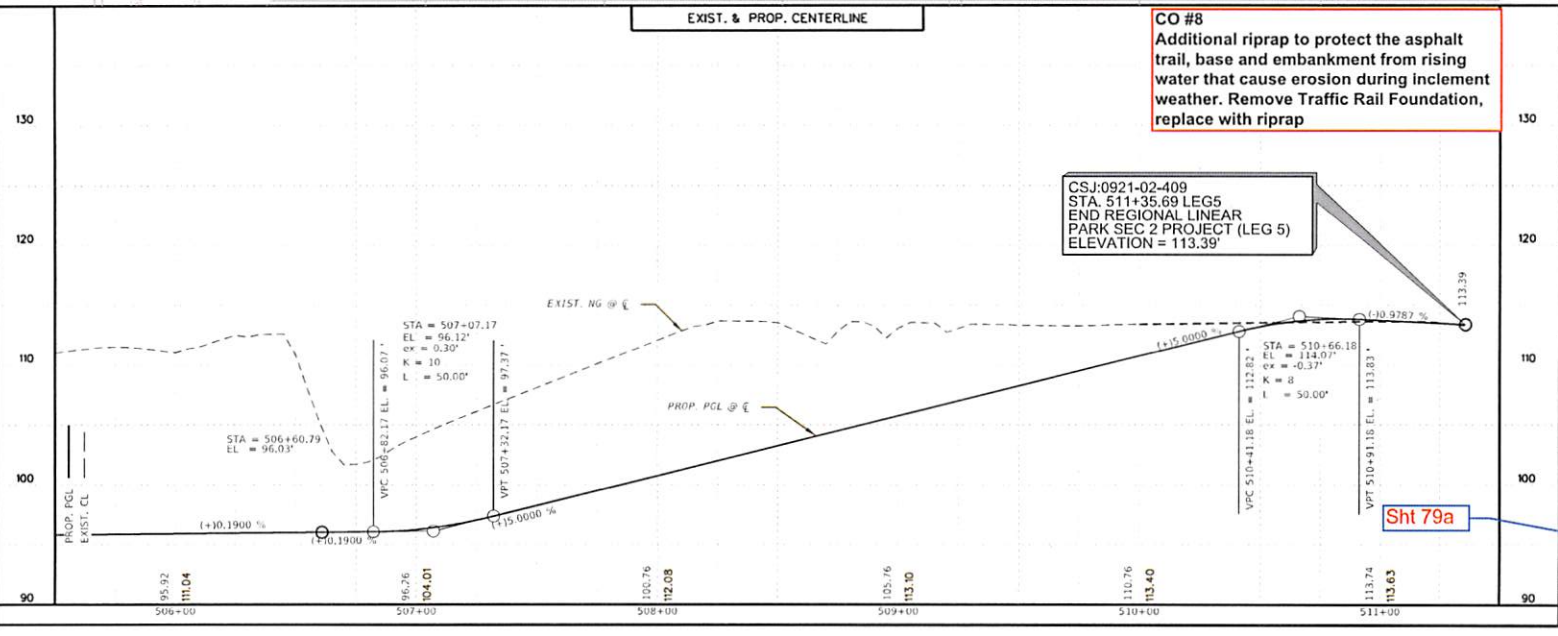 EXIST. & PROP. CENTERLINE
CO #8
Additional riprap to protect the asphalt
trail, base and embankment from rising
water that cause erosion during inclement
weather. Remove Traffic Rail Foundation,
replace with riprap
130
130
CSJ:0921-02-409
STA. 511+35.69 LEG5
END REGIONAL LINEAR
PARK SEC 2 PROJECT (LEG 5)
ELEVATION = 113.39'
120
120
113.39
EXIST. NG @ ℄
(-)0.9787 %
STA = 507+07.17
EL = 96.12'
ex = 0.30'
K = 10
L = 50.00'
(+)5.0000 %
STA = 510+66.18
EL = 114.07'
ex = -0.37'
K = 8
L = 50.00'
110
110
VPC 506+82.17 EL. = 96.07 '
VPT 507+32.17 EL = 97.37 '
VPC 510+41.18 EL = 112.82 '
VPT 510+91.18 EL. = 113.83 '
PROP. PGL @ ℄
STA = 506+60.79
EL = 96.03'
100
100
PROP. PGL
EXIST. CL
(+)0.1900 %
(+)0.1900 %
(+)5.0000 %
Sht 79a
95.92
111.04
96.26
104.01
100.76
112.08
105.76
113.10
110.76
113.40
113.74
113.63
90
90
506+00
507+00
508+00
509+00
510+00
511+00